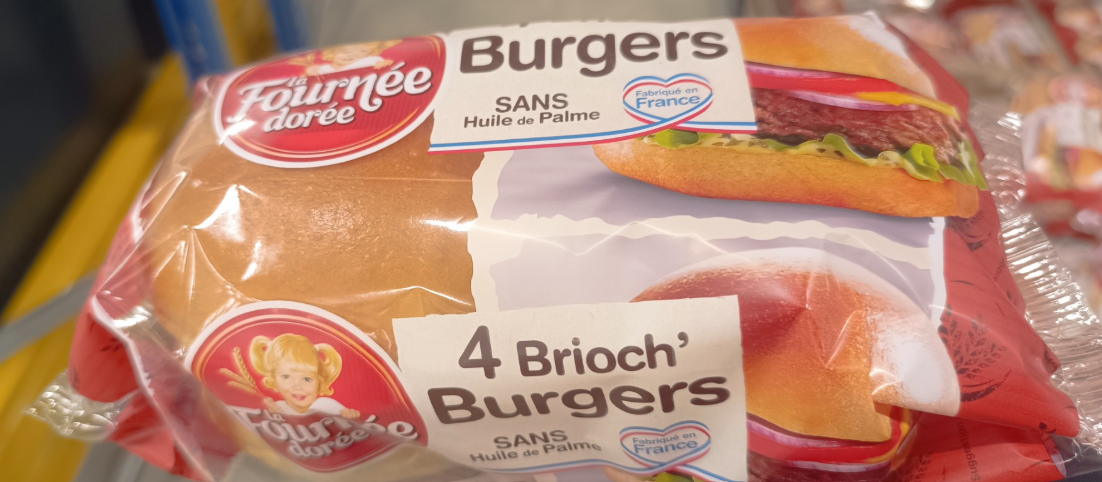 la
Fournée
dorée
Burgers
SANS
Huile de Palme
Fabriqué en
France
4 Brioch'
Burgers
SANS
Huile de Palme
Fabriqué en
France
la
Fournée
dorée